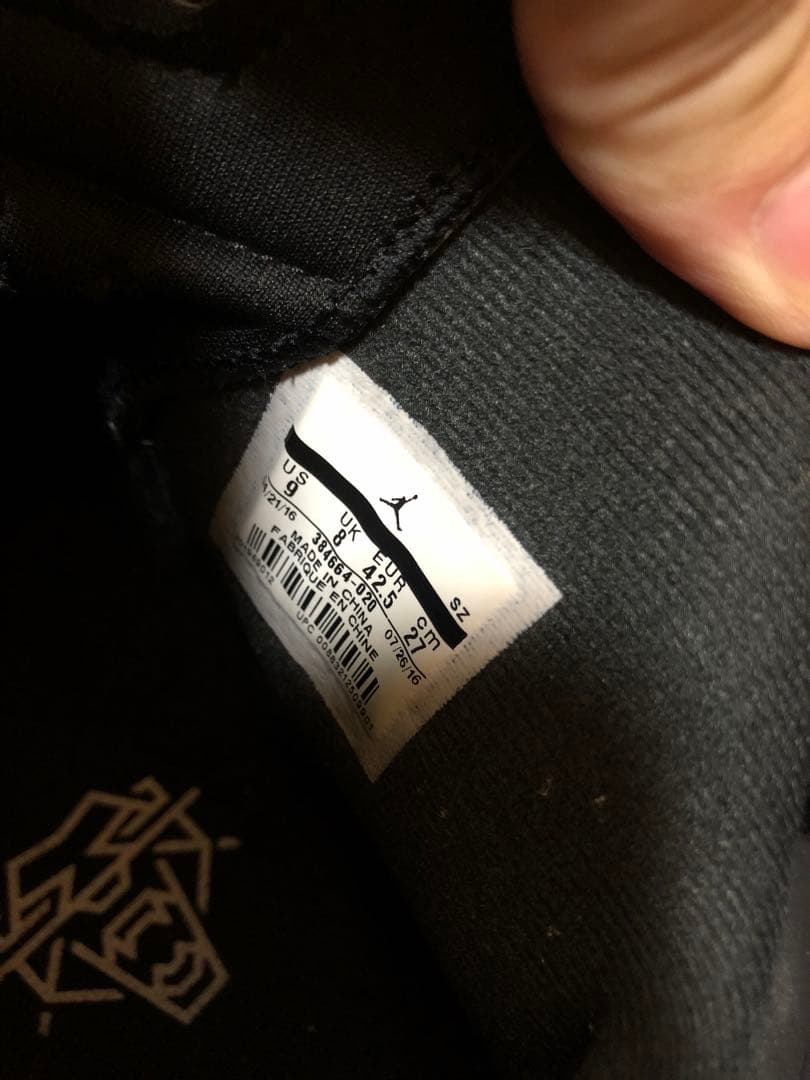 SZ
US UK EUR cm
9 8 42.5 27
07/26/16
384664-020
MADE IN CHINA
FABRIQUE EN CHINE